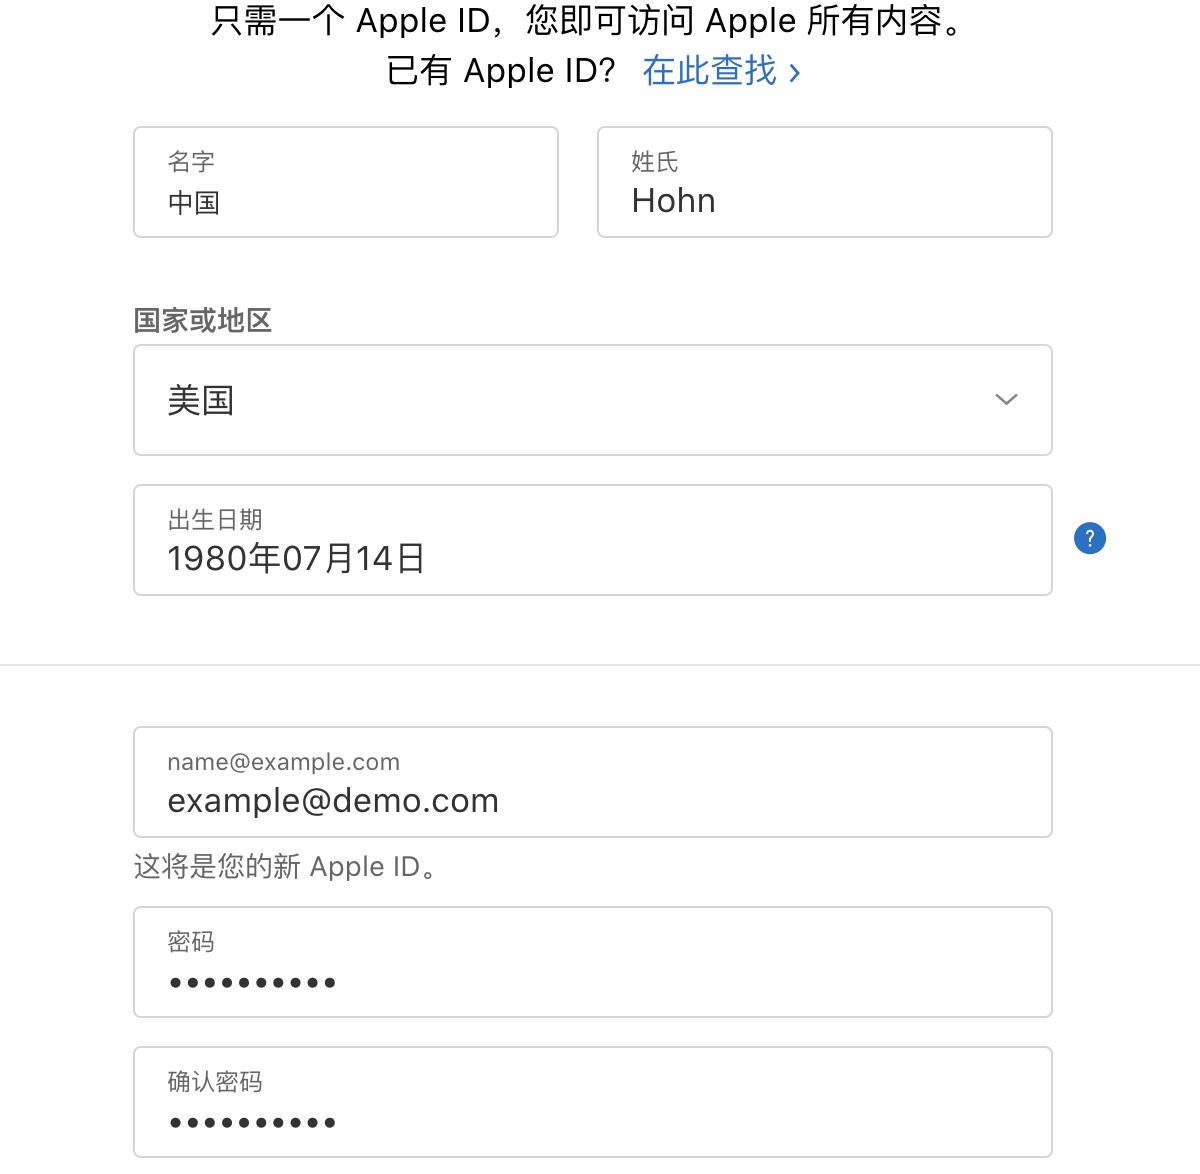 只需一个 Apple ID，您即可访问 Apple 所有内容。
已有 Apple ID？ 在此查找 ›
名字
中国
姓氏
Hohn
国家或地区
美国
出生日期
1980年07月14日
?
name@example.com
example@demo.com
这将是您的新 Apple ID。
密码
••••••••••
确认密码
••••••••••